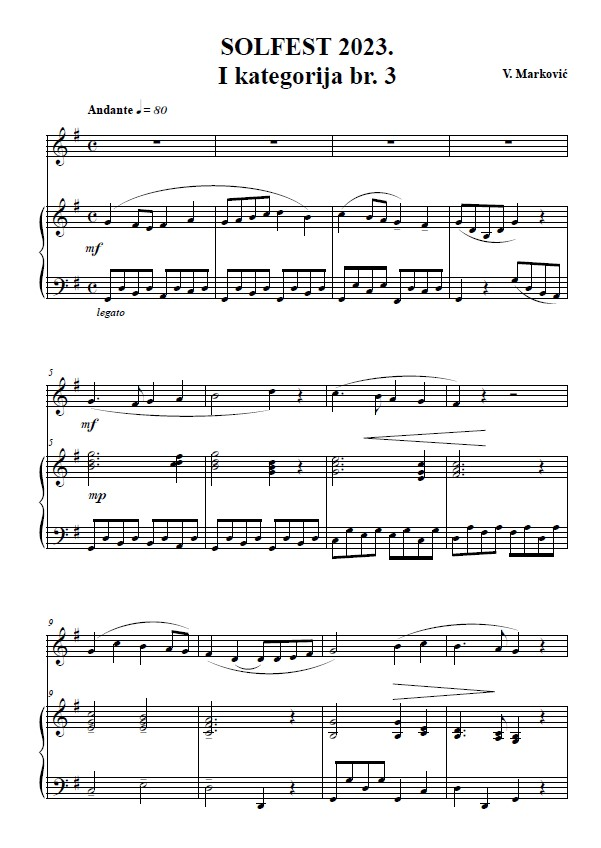 SOLFEST 2023.
I kategorija br. 3
V. Marković
Andante ♩= 80
mf
legato
5
mf
5
mp
9
9